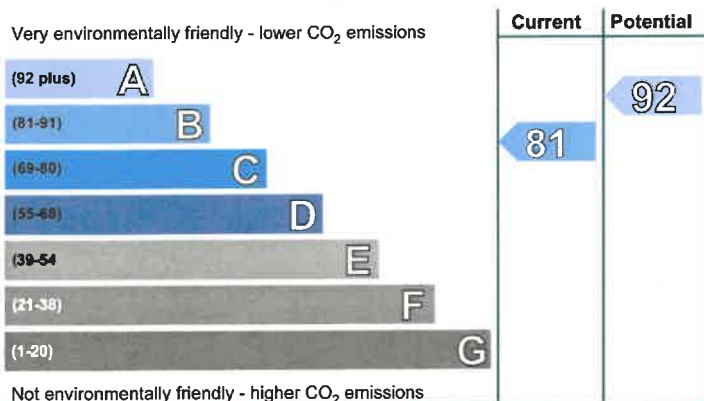 Current Potential
Very environmentally friendly - lower CO₂ emissions
(92 plus) A
92
(81-91) B
81
(69-80) C
(55-68) D
(39-54 E
(21-38) F
(1-20) G
Not environmentally friendly - higher CO₂ emissions